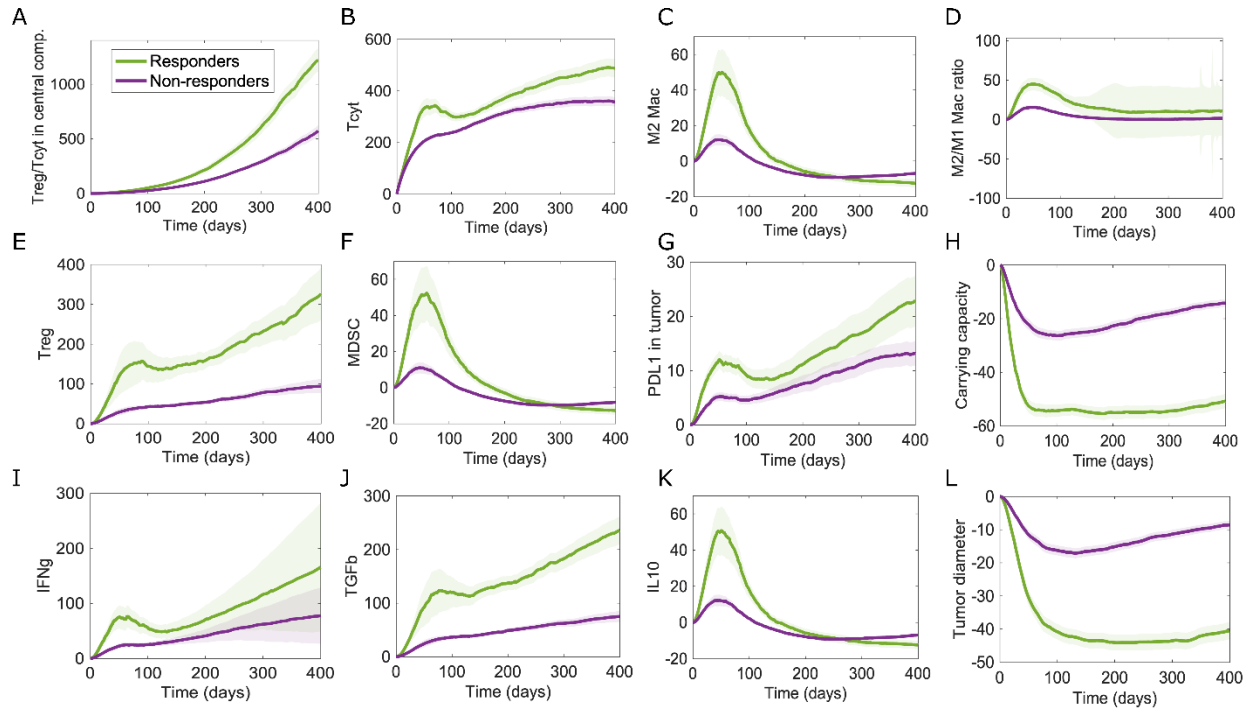 A
Treg/Tcyt in central comp.
Responders
Non-responders
1000
500
0
0 100 200 300 400
Time (days)
B
Tcyt
600
400
200
0
0 100 200 300 400
Time (days)
C
M2 Mac
60
40
20
0
-20
0 100 200 300 400
Time (days)
D
M2/M1 Mac ratio
100
50
0
-50
-100
0 100 200 300 400
Time (days)
E
Treg
400
300
200
100
0
0 100 200 300 400
Time (days)
F
MDSC
60
40
20
0
-20
0 100 200 300 400
Time (days)
G
PDL1 in tumor
30
20
10
0
0 100 200 300 400
Time (days)
H
Carrying capacity
0
-20
-40
-60
0 100 200 300 400
Time (days)
I
IFNg
300
200
100
0
0 100 200 300 400
Time (days)
J
TGFb
300
200
100
0
0 100 200 300 400
Time (days)
K
IL10
60
40
20
0
-20
0 100 200 300 400
Time (days)
L
Tumor diameter
0
-10
-20
-30
-40
-50
0 100 200 300 400
Time (days)